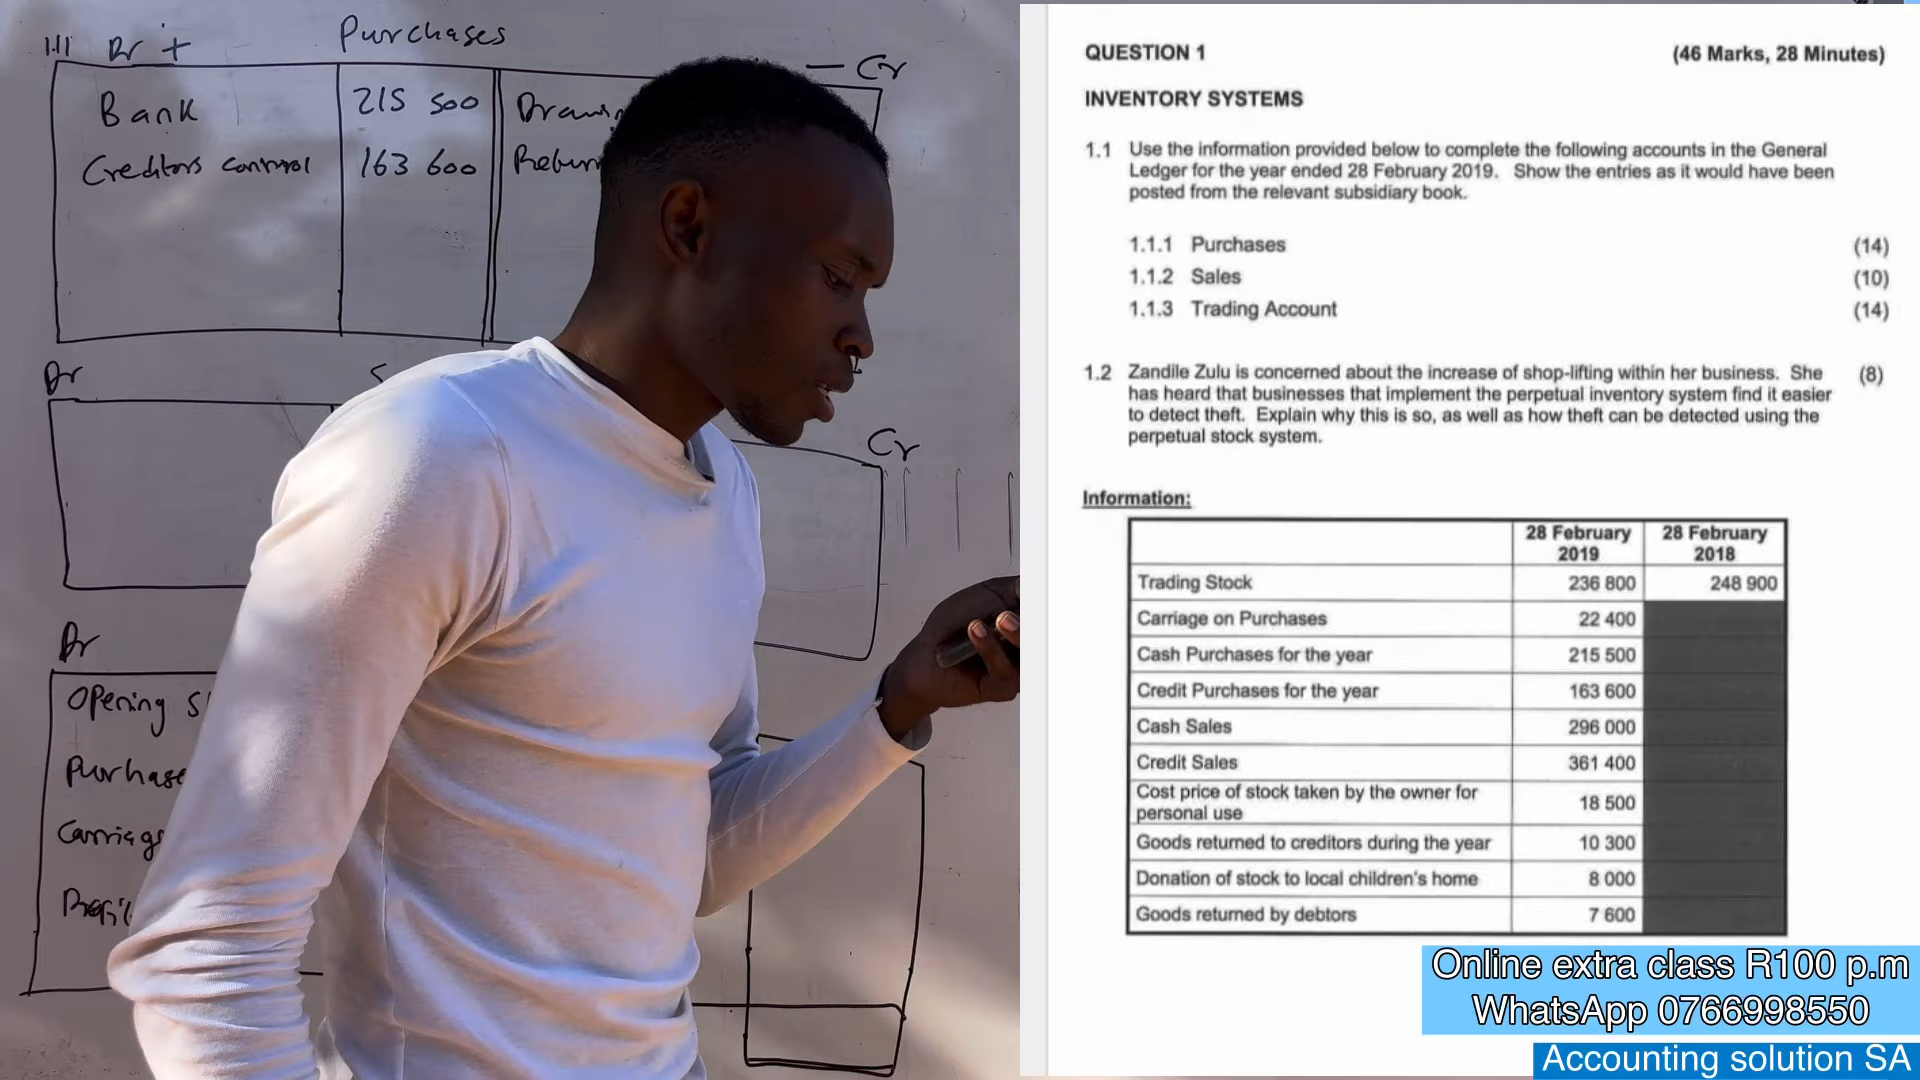 1.1.1 Dr + Purchases - Cr
Bank 215 500
Creditors control 163 600
Dr
Cr
Dr
Opening
QUESTION 1 (46 Marks, 28 Minutes)
INVENTORY SYSTEMS
1.1 Use the information provided below to complete the following accounts in the General
Ledger for the year ended 28 February 2019. Show the entries as it would have been
posted from the relevant subsidiary book.
1.1.1 Purchases (14)
1.1.2 Sales (10)
1.1.3 Trading Account (14)
1.2 Zandile Zulu is concerned about the increase of shop-lifting within her business. She (8)
has heard that businesses that implement the perpetual inventory system find it easier
to detect theft. Explain why this is so, as well as how theft can be detected using the
perpetual stock system.
Information:
28 February 2019 28 February 2018
Trading Stock 236 800 248 900
Carriage on Purchases 22 400
Cash Purchases for the year 215 500
Credit Purchases for the year 163 600
Cash Sales 296 000
Credit Sales 361 400
Cost price of stock taken by the owner for
personal use 18 500
Goods returned to creditors during the year 10 300
Donation of stock to local children's home 8 000
Goods returned by debtors 7 600
Online extra class R100 p.m
WhatsApp 0766998550
Accounting solution SA